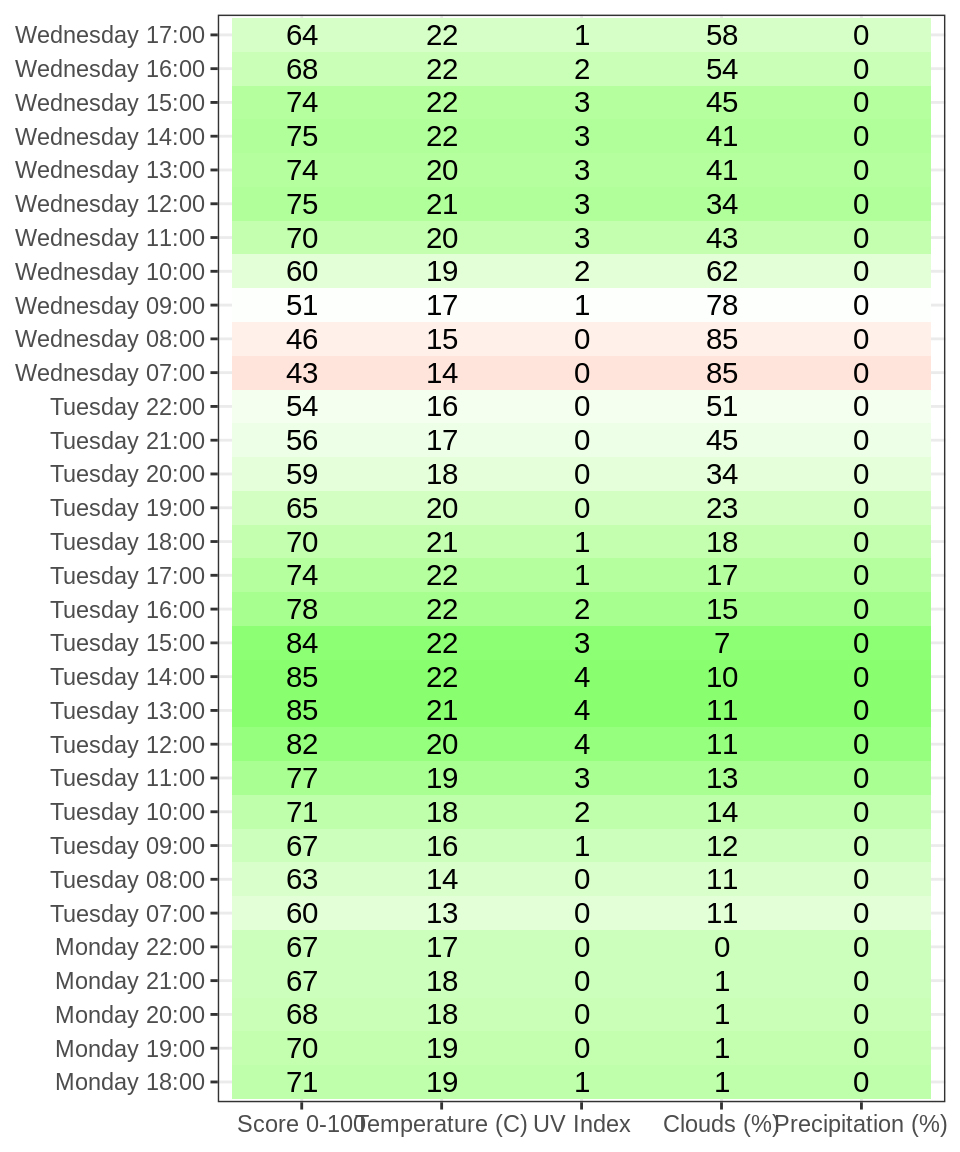 Wednesday 17:00 64 22 1 58 0
Wednesday 16:00 68 22 2 54 0
Wednesday 15:00 74 22 3 45 0
Wednesday 14:00 75 22 3 41 0
Wednesday 13:00 74 20 3 41 0
Wednesday 12:00 75 21 3 34 0
Wednesday 11:00 70 20 3 43 0
Wednesday 10:00 60 19 2 62 0
Wednesday 09:00 51 17 1 78 0
Wednesday 08:00 46 15 0 85 0
Wednesday 07:00 43 14 0 85 0
Tuesday 22:00 54 16 0 51 0
Tuesday 21:00 56 17 0 45 0
Tuesday 20:00 59 18 0 34 0
Tuesday 19:00 65 20 0 23 0
Tuesday 18:00 70 21 1 18 0
Tuesday 17:00 74 22 1 17 0
Tuesday 16:00 78 22 2 15 0
Tuesday 15:00 84 22 3 7 0
Tuesday 14:00 85 22 4 10 0
Tuesday 13:00 85 21 4 11 0
Tuesday 12:00 82 20 4 11 0
Tuesday 11:00 77 19 3 13 0
Tuesday 10:00 71 18 2 14 0
Tuesday 09:00 67 16 1 12 0
Tuesday 08:00 63 14 0 11 0
Tuesday 07:00 60 13 0 11 0
Monday 22:00 67 17 0 0 0
Monday 21:00 67 18 0 1 0
Monday 20:00 68 18 0 1 0
Monday 19:00 70 19 0 1 0
Monday 18:00 71 19 1 1 0
Score 0-100 Temperature (C) UV Index Clouds (%) Precipitation (%)